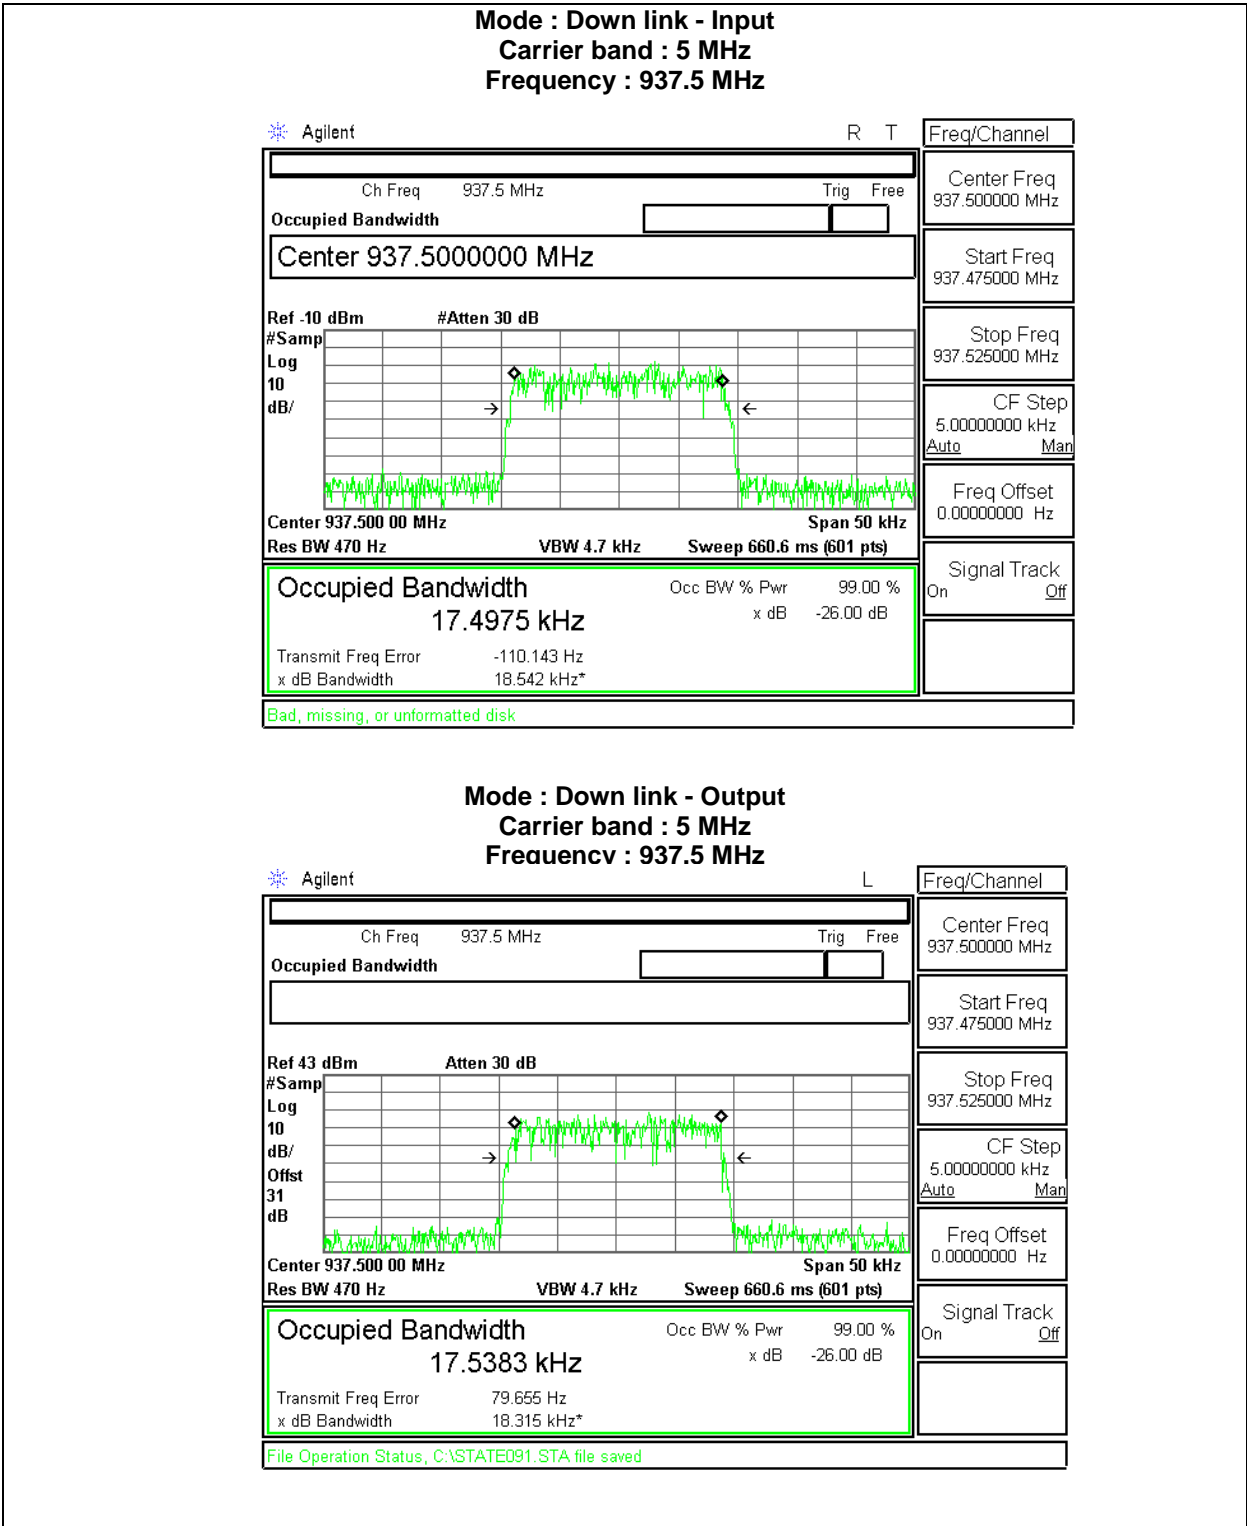 Mode : Down link - Input
Carrier band : 5 MHz
Frequency : 937.5 MHz
Agilent R T Freq/Channel
Ch Freq 937.5 MHz Trig Free
Occupied Bandwidth
Center 937.5000000 MHz
Center Freq
937.500000 MHz
Start Freq
937.475000 MHz
Stop Freq
937.525000 MHz
CF Step
5.00000000 kHz
Auto Man
Freq Offset
0.00000000 Hz
Signal Track
On Off
Ref -10 dBm #Atten 30 dB
#Samp
Log
10
dB/
Center 937.500 00 MHz Span 50 kHz
Res BW 470 Hz VBW 4.7 kHz Sweep 660.6 ms (601 pts)
Occupied Bandwidth Occ BW % Pwr 99.00 %
17.4975 kHz x dB -26.00 dB
Transmit Freq Error -110.143 Hz
x dB Bandwidth 18.542 kHz*
Bad, missing, or unformatted disk
Mode : Down link - Output
Carrier band : 5 MHz
Frequency : 937.5 MHz
Agilent L Freq/Channel
Ch Freq 937.5 MHz Trig Free
Occupied Bandwidth
Center Freq
937.500000 MHz
Start Freq
937.475000 MHz
Stop Freq
937.525000 MHz
CF Step
5.00000000 kHz
Auto Man
Freq Offset
0.00000000 Hz
Signal Track
On Off
Ref 43 dBm Atten 30 dB
#Samp
Log
10
dB/
Offst
31
dB
Center 937.500 00 MHz Span 50 kHz
Res BW 470 Hz VBW 4.7 kHz Sweep 660.6 ms (601 pts)
Occupied Bandwidth Occ BW % Pwr 99.00 %
17.5383 kHz x dB -26.00 dB
Transmit Freq Error 79.655 Hz
x dB Bandwidth 18.315 kHz*
File Operation Status, C:\STATE091.STA file saved